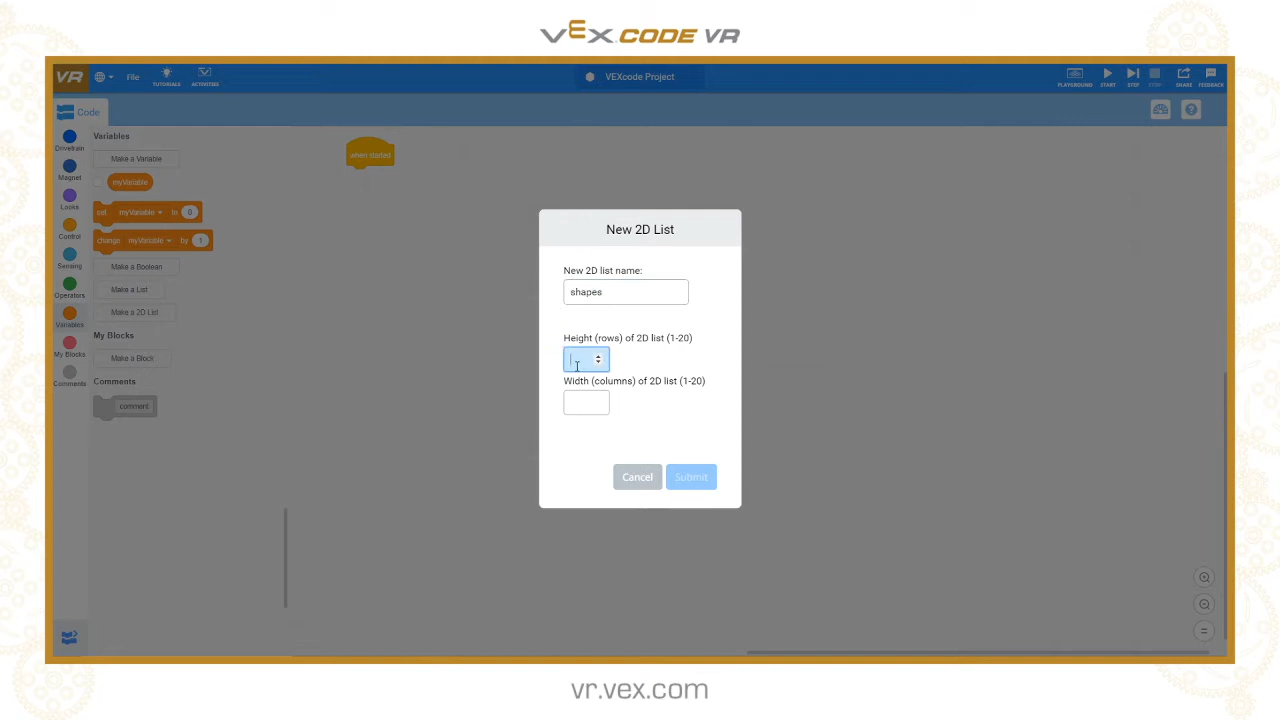 VEX CODE VR
VR File TUTORIALS ACTIVITIES VEXcode Project PLAYGROUND START STEP STOP SHARE FEEDBACK
Code
Variables
Drivetrain
Make a Variable
when started
Magnet
myVariable
Looks
set myVariable to 0
Control
change myVariable by 1
Sensing
Make a Boolean
Operators
Make a List
Variables
Make a 2D List
My Blocks
My Blocks
Make a Block
Comments
Comments
comment
New 2D List
New 2D list name:
shapes
Height (rows) of 2D list (1-20)
Width (columns) of 2D list (1-20)
Cancel Submit
vr.vex.com